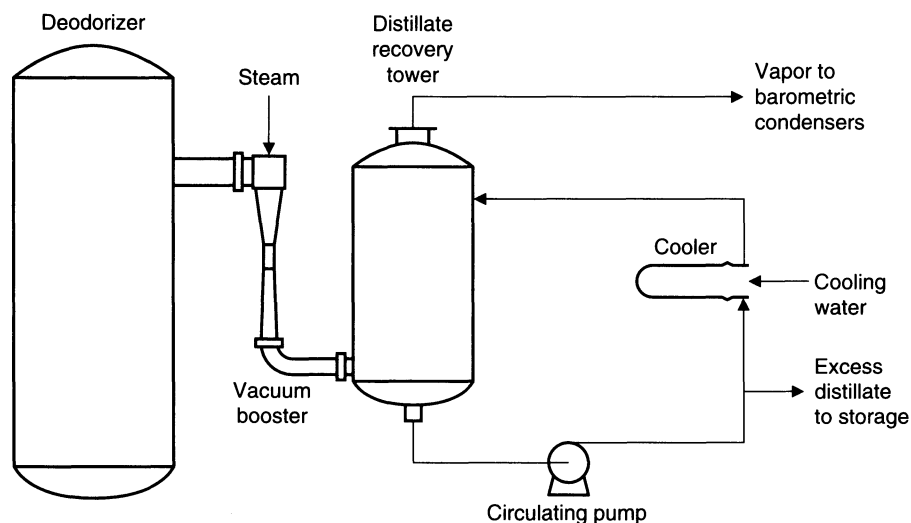 Deodorizer
Steam
Distillate
recovery
tower
Vapor to
barometric
condensers
Cooler
Cooling
water
Vacuum
booster
Excess
distillate
to storage
Circulating pump